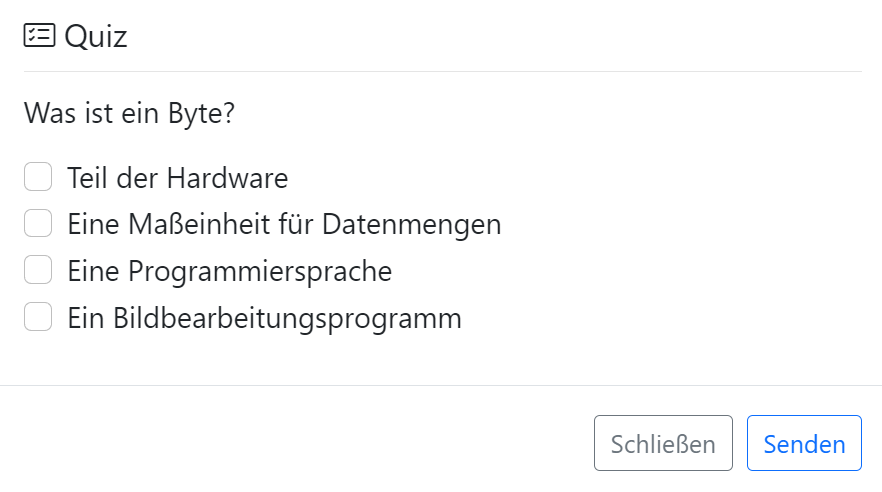 Quiz
Was ist ein Byte?
Teil der Hardware
Eine Maßeinheit für Datenmengen
Eine Programmiersprache
Ein Bildbearbeitungsprogramm
Schließen Senden